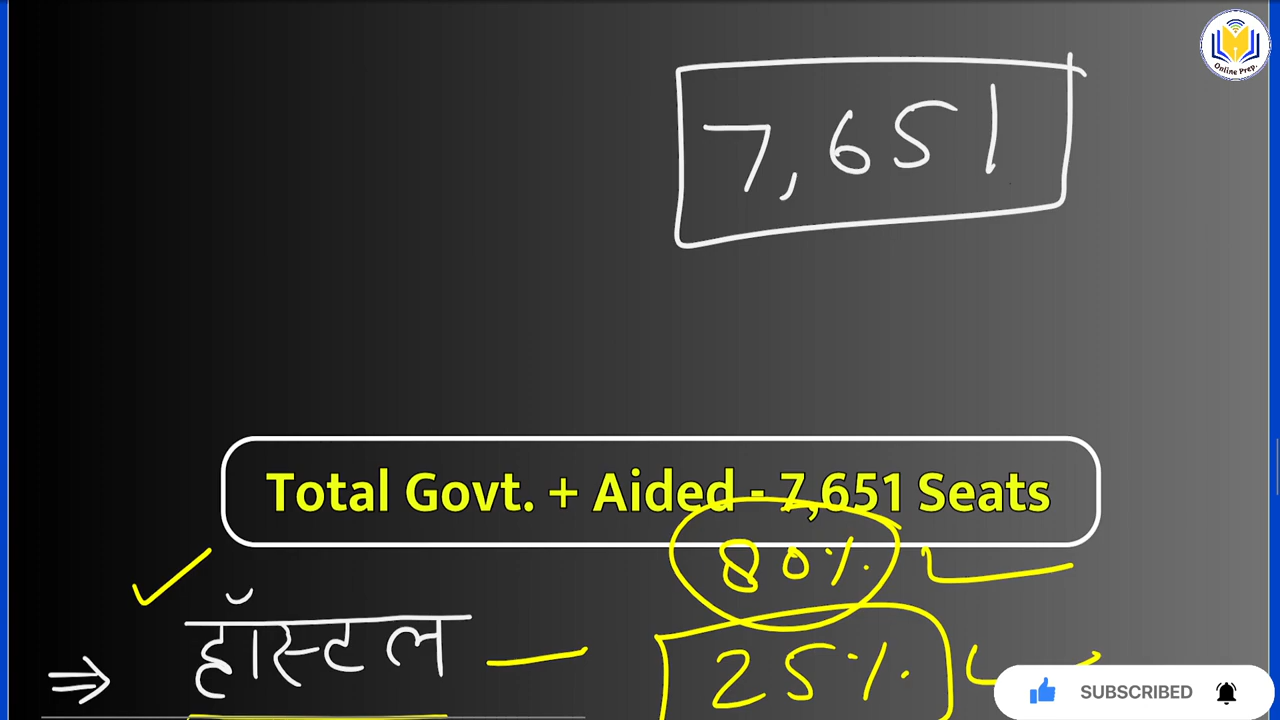 Online Prep.
7,651
Total Govt. + Aided - 7,651 Seats
80%.
हॉस्टल — 25%.
SUBSCRIBED